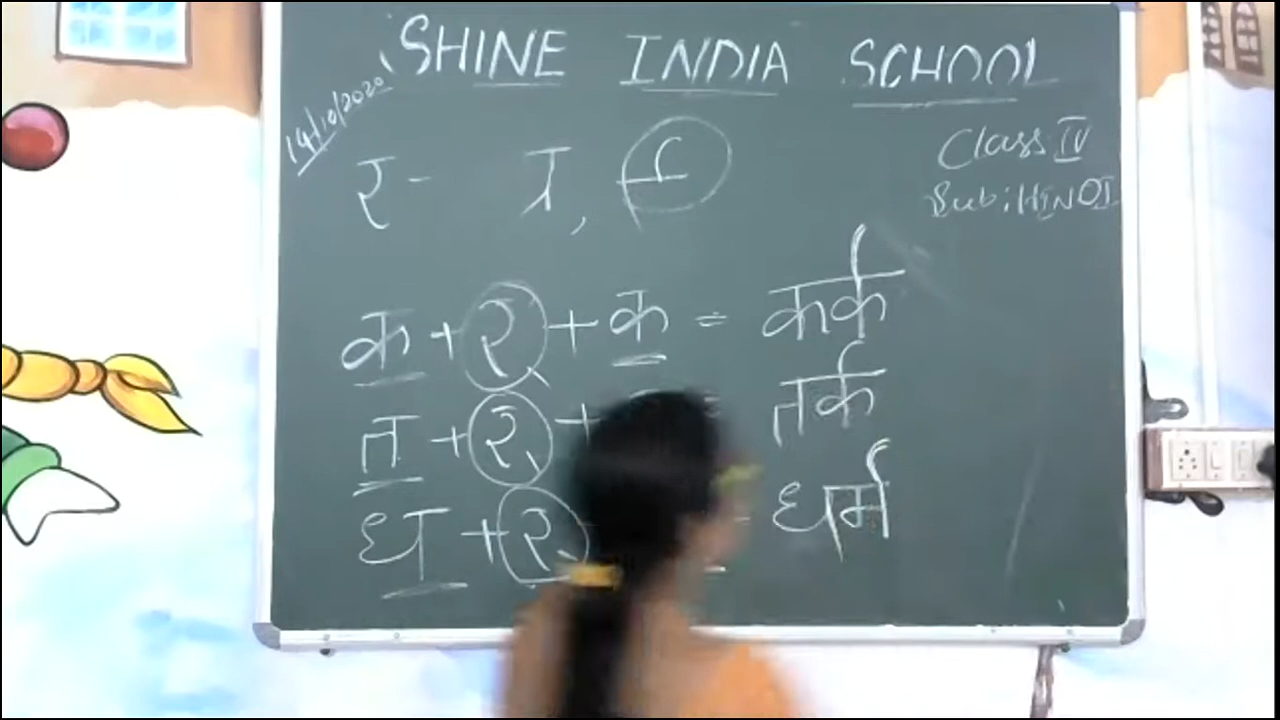 SHINE INDIA SCHOOL
14/10/2020
Class IV
Sub: HINDI
र -
क + र् + क = कर्क
त + र् + = तर्क
ध + र् = धर्म